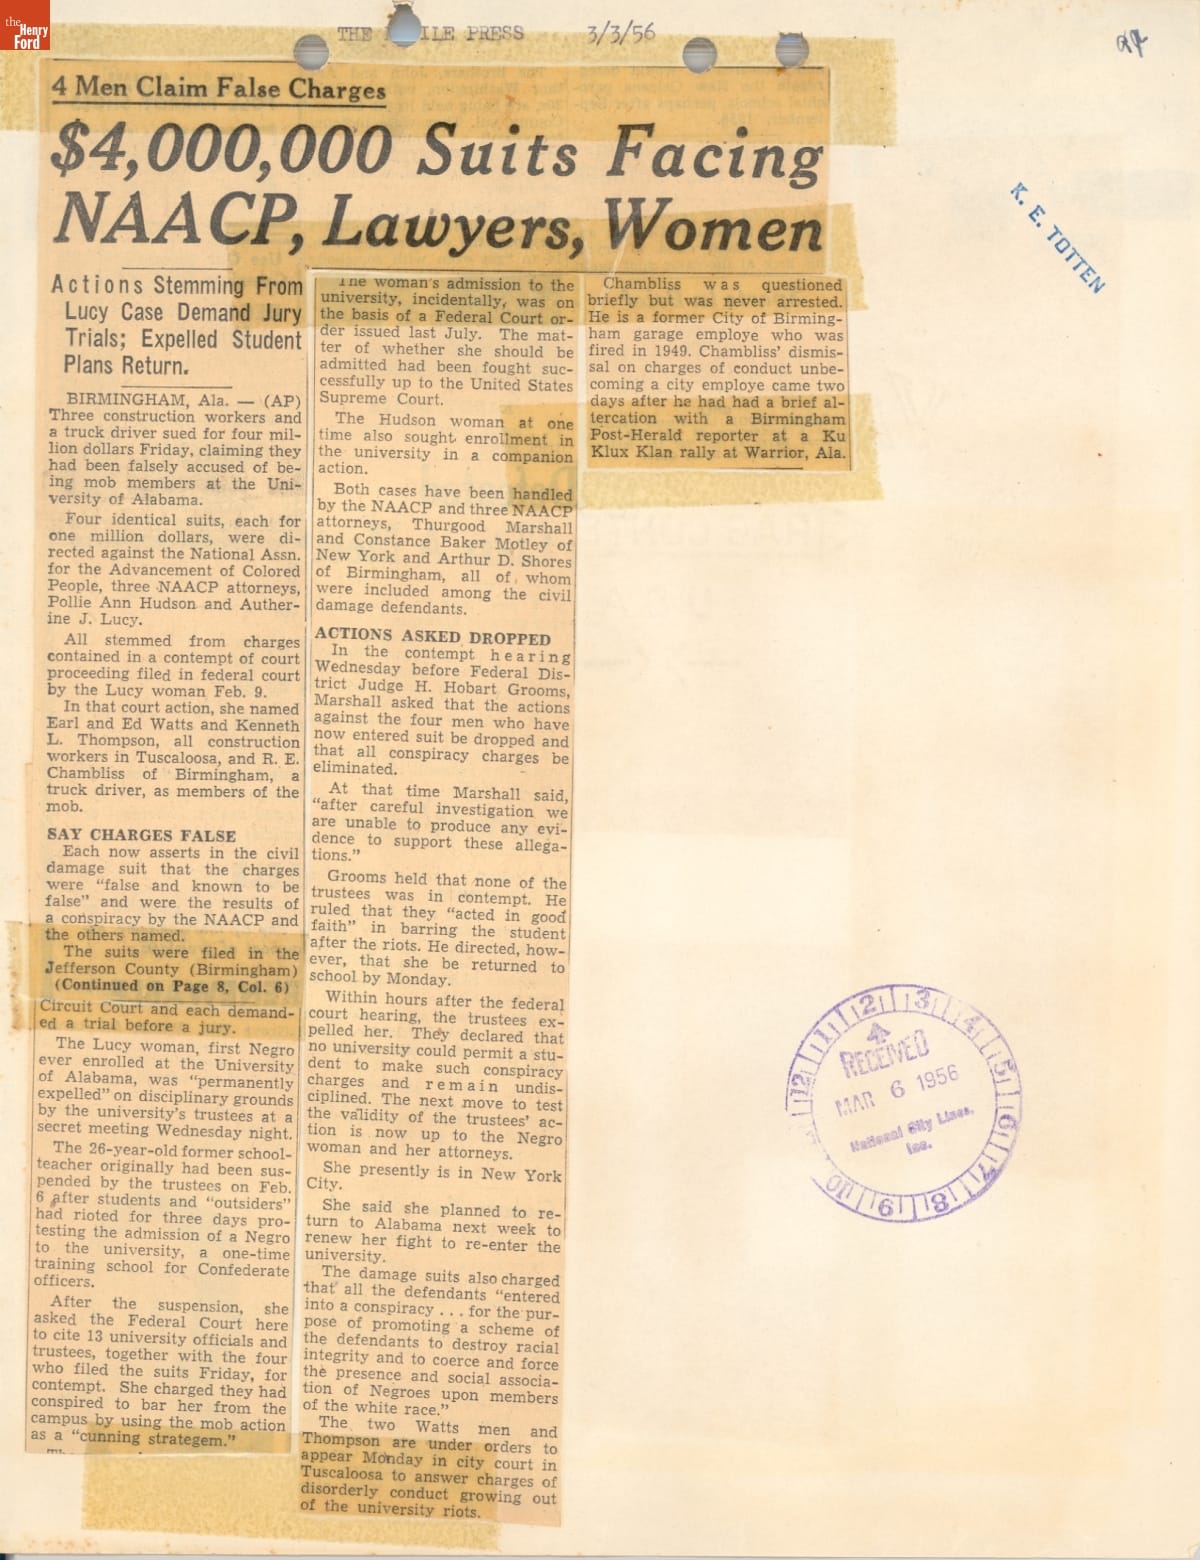 the
Henry
Ford
THE M ILE PRESS 3/3/56
4 Men Claim False Charges
$4,000,000 Suits Facing
NAACP, Lawyers, Women
K. E. TOTTEN
Actions Stemming From
Lucy Case Demand Jury
Trials; Expelled Student
Plans Return.
BIRMINGHAM, Ala. — (AP)
Three construction workers and
a truck driver sued for four mil-
lion dollars Friday, claiming they
had been falsely accused of be-
ing mob members at the Uni-
versity of Alabama.
Four identical suits, each for
one million dollars, were di-
rected against the National Assn.
for the Advancement of Colored
People, three NAACP attorneys,
Pollie Ann Hudson and Auther-
ine J. Lucy.
All stemmed from charges
contained in a contempt of court
proceeding filed in federal court
by the Lucy woman Feb. 9.
In that court action, she named
Earl and Ed Watts and Kenneth
L. Thompson, all construction
workers in Tuscaloosa, and R. E.
Chambliss of Birmingham, a
truck driver, as members of the
mob.
SAY CHARGES FALSE
Each now asserts in the civil
damage suit that the charges
were "false and known to be
false" and were the results of
a conspiracy by the NAACP and
the others named.
The suits were filed in the
Jefferson County (Birmingham)
(Continued on Page 8, Col. 6)
Circuit Court and each demand-
ed a trial before a jury.
The Lucy woman, first Negro
ever enrolled at the University
of Alabama, was "permanently
expelled" on disciplinary grounds
by the university's trustees at a
secret meeting Wednesday night.
The 26-year-old former school-
teacher originally had been sus-
pended by the trustees on Feb.
6 after students and "outsiders"
had rioted for three days pro-
testing the admission of a Negro
to the university, a one-time
training school for Confederate
officers.
After the suspension, she
asked the Federal Court here
to cite 13 university officials and
trustees, together with the four
who filed the suits Friday, for
contempt. She charged they had
conspired to bar her from the
campus by using the mob action
as a "cunning strategem."
The woman's admission to the
university, incidentally, was on
the basis of a Federal Court or-
der issued last July. The mat-
ter of whether she should be
admitted had been fought suc-
cessfully up to the United States
Supreme Court.
The Hudson woman at one
time also sought enrollment in
the university in a companion
action.
Both cases have been handled
by the NAACP and three NAACP
attorneys, Thurgood Marshall
and Constance Baker Motley of
New York and Arthur D. Shores
of Birmingham, all of whom
were included among the civil
damage defendants.
ACTIONS ASKED DROPPED
In the contempt hearing
Wednesday before Federal Dis-
trict Judge H. Hobart Grooms,
Marshall asked that the actions
against the four men who have
now entered suit be dropped and
that all conspiracy charges be
eliminated.
At that time Marshall said,
"after careful investigation we
are unable to produce any evi-
dence to support these allega-
tions."
Grooms held that none of the
trustees was in contempt. He
ruled that they "acted in good
faith" in barring the student
after the riots. He directed, how-
ever, that she be returned to
school by Monday.
Within hours after the federal
court hearing, the trustees ex-
pelled her. They declared that
no university could permit a stu-
dent to make such conspiracy
charges and remain undis-
ciplined. The next move to test
the validity of the trustees' ac-
tion is now up to the Negro
woman and her attorneys.
She presently is in New York
City.
She said she planned to re-
turn to Alabama next week to
renew her fight to re-enter the
university.
The damage suits also charged
that all the defendants "entered
into a conspiracy . . . for the pur-
pose of promoting a scheme of
the defendants to destroy racial
integrity and to coerce and force
the presence and social associa-
tion of Negroes upon members
of the white race."
The two Watts men and
Thompson are under orders to
appear Monday in city court in
Tuscaloosa to answer charges of
disorderly conduct growing out
of the university riots.
Chambliss was questioned
briefly but was never arrested.
He is a former City of Birming-
ham garage employe who was
fired in 1949. Chambliss' dismis-
sal on charges of conduct unbe-
coming a city employe came two
days after he had had a brief al-
tercation with a Birmingham
Post-Herald reporter at a Ku
Klux Klan rally at Warrior, Ala.
12 1 2 3 4 5 6 7 8 9 10
RECEIVED
MAR 6 1956
National City Lines,
Inc.